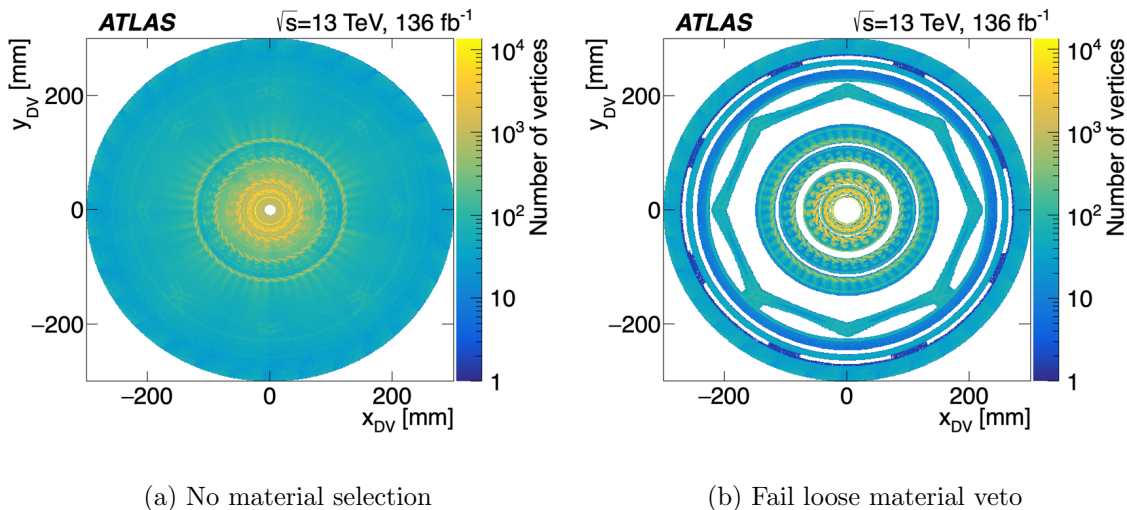 ATLAS √s=13 TeV, 136 fb⁻¹
y_DV [mm]
200
0
−200
−200 0 200
x_DV [mm]
10⁴
10³
10²
10
1
Number of vertices
(a) No material selection
ATLAS √s=13 TeV, 136 fb⁻¹
y_DV [mm]
200
0
−200
−200 0 200
x_DV [mm]
10⁴
10³
10²
10
1
Number of vertices
(b) Fail loose material veto